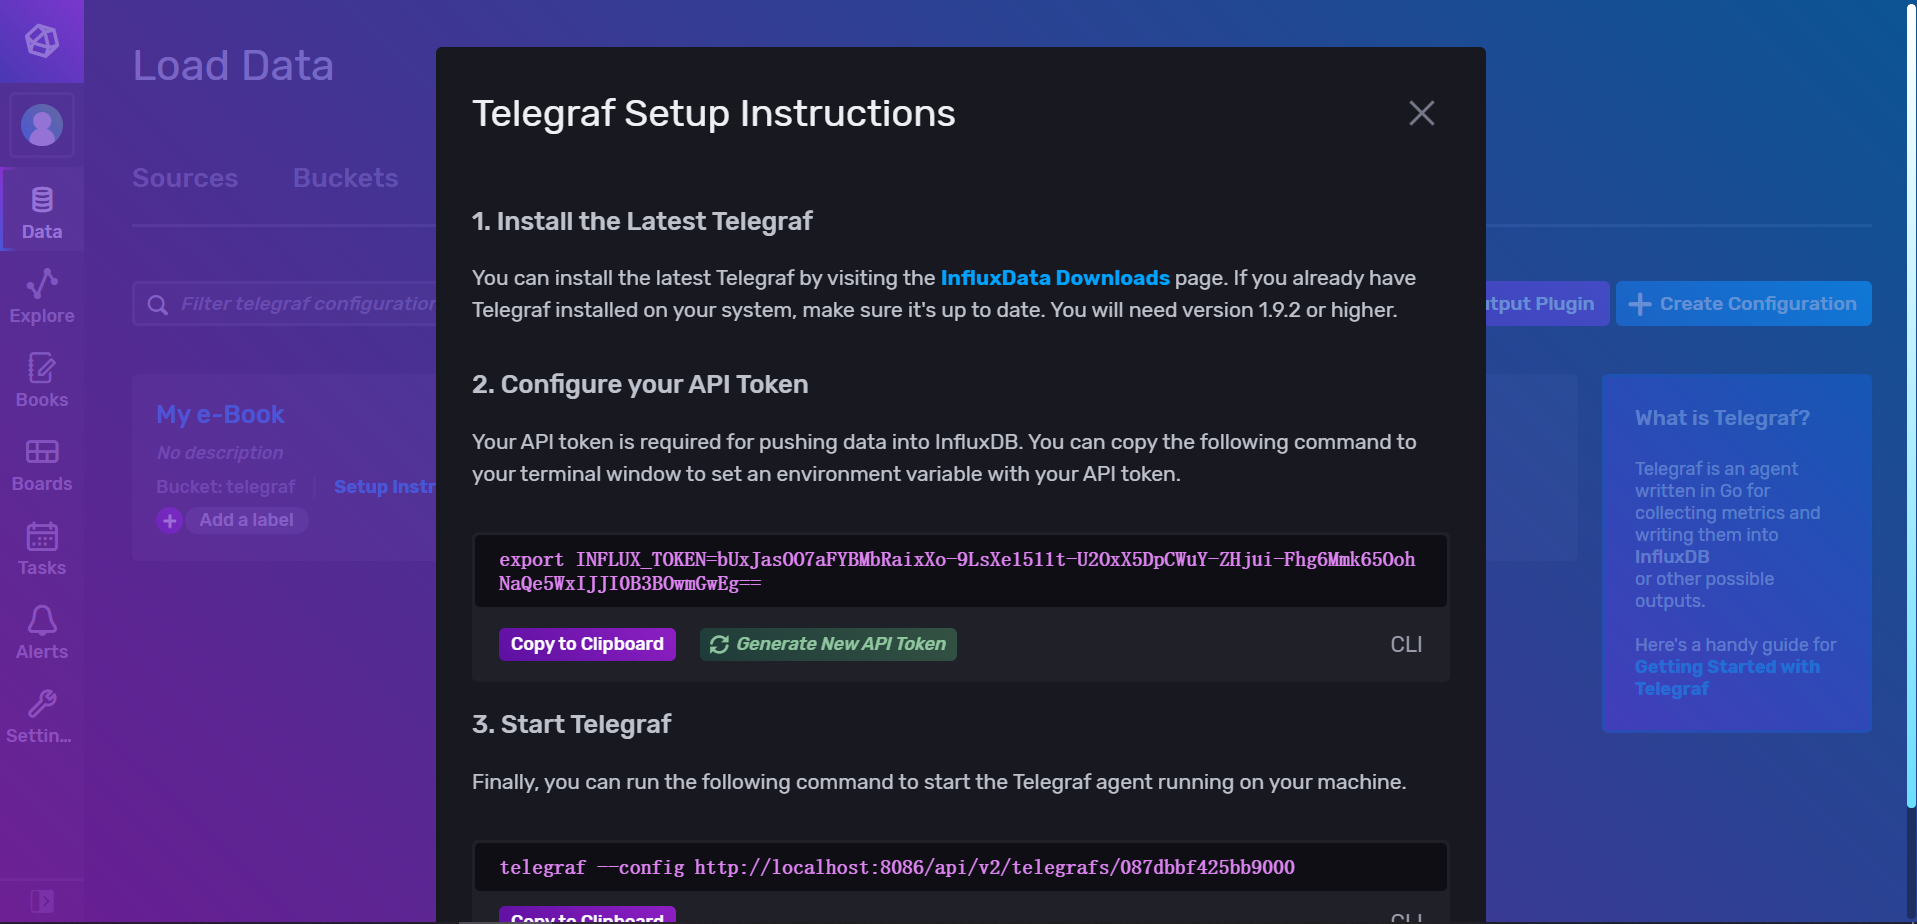 Load Data
Telegraf Setup Instructions
Sources
Buckets
Data
1. Install the Latest Telegraf
You can install the latest Telegraf by visiting the InfluxData Downloads page. If you already have
Telegraf installed on your system, make sure it's up to date. You will need version 1.9.2 or higher.
Filter telegraf configuration
tput Plugin
Create Configuration
Explore
2. Configure your API Token
Books
My e-Book
What is Telegraf?
Your API token is required for pushing data into InfluxDB. You can copy the following command to
your terminal window to set an environment variable with your API token.
No description
Bucket: telegraf
Setup Instr
Add a label
Boards
Telegraf is an agent
written in Go for
collecting metrics and
writing them into
InfluxDB
or other possible
outputs.
Here's a handy guide for
Getting Started with
Telegraf
export INFLUX_TOKEN=bUxJasOO7aFYBMbRaixXo-9LsXe15l1t-U2OxX5DpCWuY-ZHjui-Fhg6Mmk65Ooh
NaQe5WxIJJI0B3BOwmGwEg==
Tasks
Copy to Clipboard
Generate New API Token
CLI
Alerts
3. Start Telegraf
Settin...
Finally, you can run the following command to start the Telegraf agent running on your machine.
telegraf --config http://localhost:8086/api/v2/telegrafs/087dbbf425bb9000
Copy to Clipboard
CLI